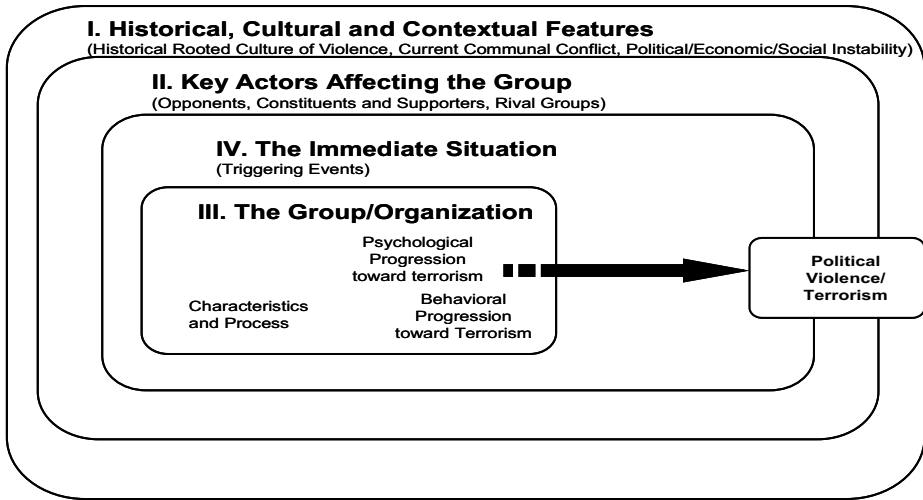 I. Historical, Cultural and Contextual Features
(Historical Rooted Culture of Violence, Current Communal Conflict, Political/Economic/Social Instability)
II. Key Actors Affecting the Group
(Opponents, Constituents and Supporters, Rival Groups)
IV. The Immediate Situation
(Triggering Events)
III. The Group/Organization
Psychological
Progression
toward terrorism
Characteristics
and Process
Behavioral
Progression
toward Terrorism
Political
Violence/
Terrorism